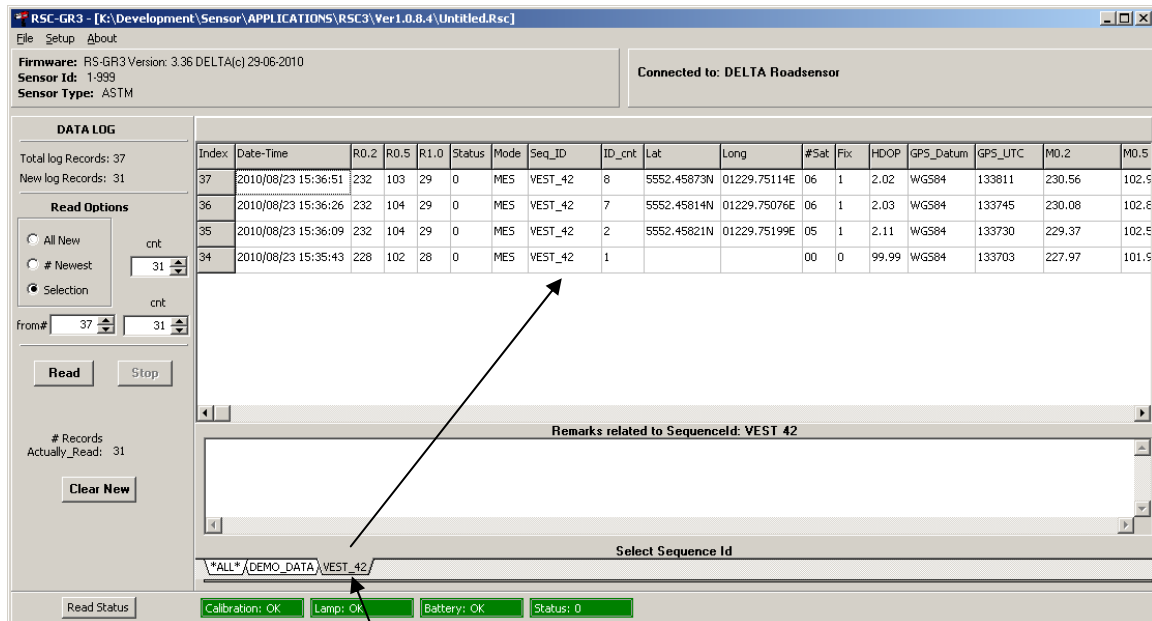 RSC-GR3 - [K:\Development\Sensor\APPLICATIONS\RSC3\Ver1.0.8.4\Untitled.Rsc]
File Setup About
Firmware: RS-GR3 Version: 3.36 DELTA(c) 29-06-2010
Sensor Id: 1-999
Sensor Type: ASTM
Connected to: DELTA Roadsensor
DATA LOG
Total log Records: 37
New log Records: 31
Read Options
All New
# Newest
Selection
cnt
31
cnt
from# 37 31
Read Stop
# Records
Actually_Read: 31
Clear New
Index Date-Time R0.2 R0.5 R1.0 Status Mode Seq_ID ID_cnt Lat Long #Sat Fix HDOP GPS_Datum GPS_UTC M0.2 M0.5
37 2010/08/23 15:36:51 232 103 29 0 MES VEST_42 8 5552.45873N 01229.75114E 06 1 2.02 WGS84 133811 230.56 102.9
36 2010/08/23 15:36:26 232 104 29 0 MES VEST_42 7 5552.45814N 01229.75076E 06 1 2.03 WGS84 133745 230.08 102.8
35 2010/08/23 15:36:09 232 104 29 0 MES VEST_42 2 5552.45821N 01229.75199E 05 1 2.11 WGS84 133730 229.37 102.5
34 2010/08/23 15:35:43 228 102 28 0 MES VEST_42 1 00 0 99.99 WGS84 133703 227.97 101.9
Remarks related to SequenceId: VEST 42
Select Sequence Id
*ALL* DEMO_DATA VEST_42
Read Status Calibration: OK Lamp: OK Battery: OK Status: 0